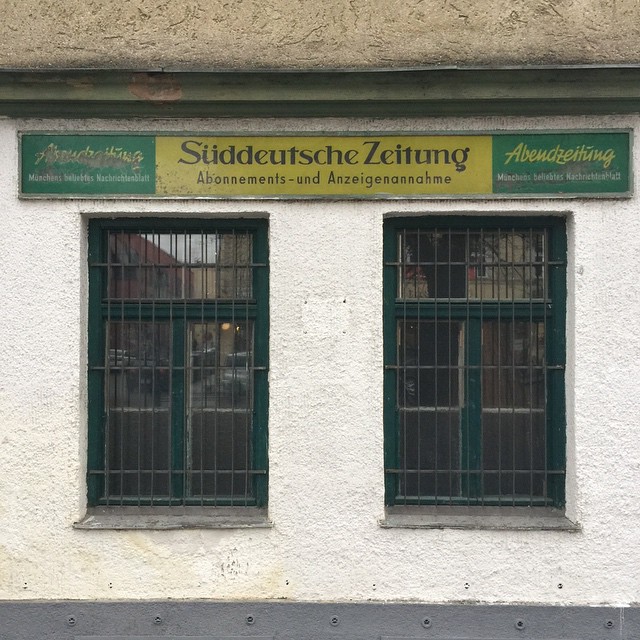 Abendzeitung
Münchens beliebtes Nachrichtenblatt
Süddeutsche Zeitung
Abonnements-und Anzeigenannahme
Abendzeitung
Münchens beliebtes Nachrichtenblatt